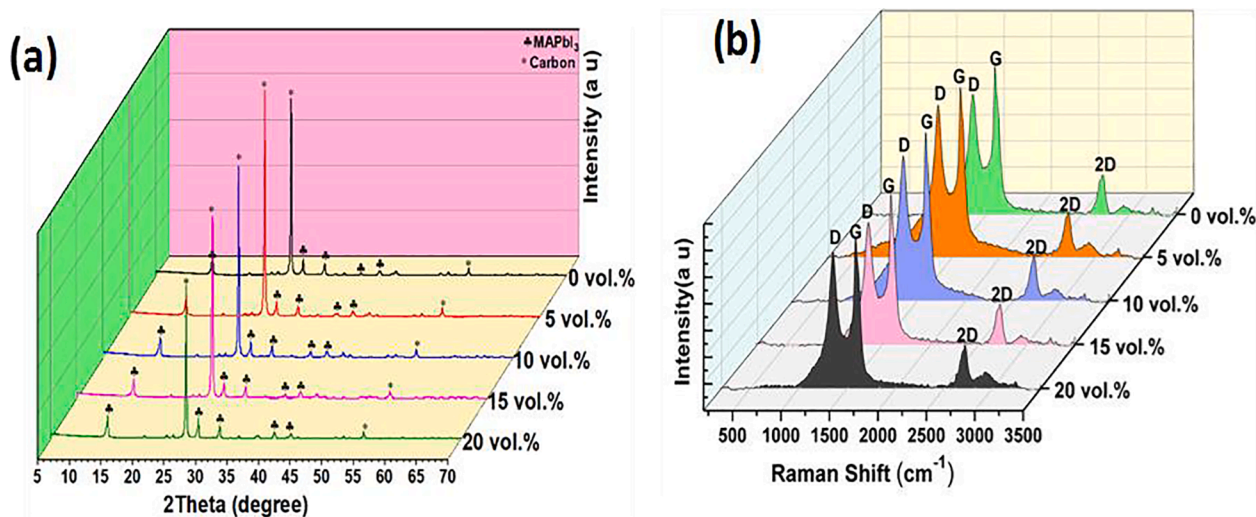 (a)
♣ MAPbI₃
* Carbon
Intensity (a u)
0 vol.%
5 vol.%
10 vol.%
15 vol.%
20 vol.%
5 10 15 20 25 30 35 40 45 50 55 60 65 70
2Theta (degree)
(b)
D G 2D
0 vol.%
D G 2D
5 vol.%
D G 2D
10 vol.%
D G 2D
15 vol.%
D G 2D
20 vol.%
Intensity(a u)
500 1000 1500 2000 2500 3000 3500
Raman Shift (cm⁻¹)